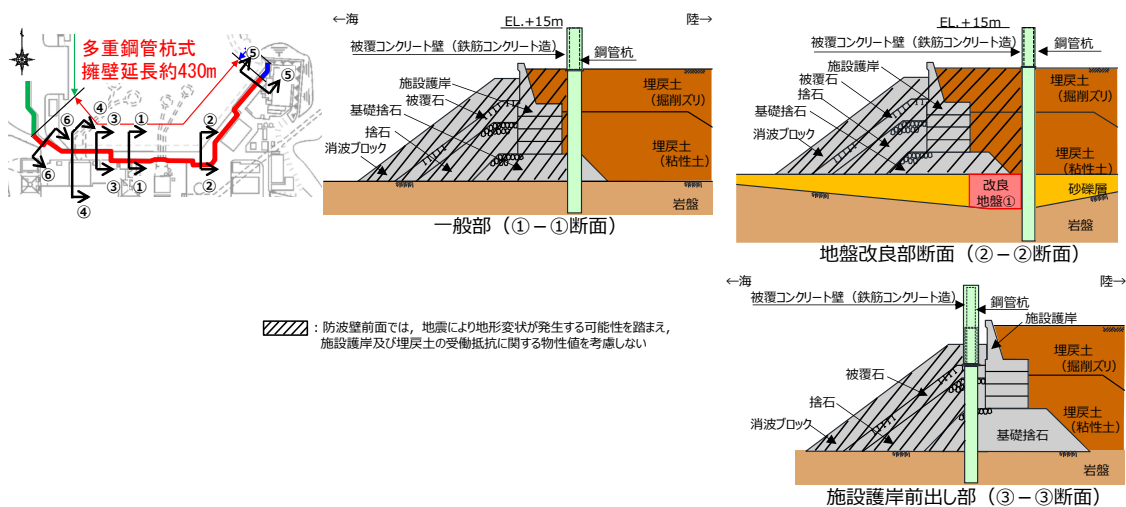 多重鋼管杭式
擁壁延長約430m
⑤
⑤
④
③
①
②
⑥
⑥
③
①
②
④
←海
EL.+15m
被覆コンクリート壁（鉄筋コンクリート造）
鋼管杭
施設護岸
被覆石
基礎捨石
捨石
消波ブロック
埋戻土
（掘削ズリ）
埋戻土
（粘性土）
岩盤
一般部（①－①断面）
←海
陸→
EL.+15m
被覆コンクリート壁（鉄筋コンクリート造）
鋼管杭
施設護岸
被覆石
捨石
基礎捨石
消波ブロック
埋戻土
（掘削ズリ）
埋戻土
（粘性土）
改良
地盤①
砂礫層
岩盤
地盤改良部断面（②－②断面）
←海
陸→
被覆コンクリート壁（鉄筋コンクリート造）
鋼管杭
施設護岸
被覆石
捨石
消波ブロック
埋戻土
（掘削ズリ）
埋戻土
（粘性土）
基礎捨石
岩盤
施設護岸前出し部（③－③断面）
：防波壁前面では，地震により地形変状が発生する可能性を踏まえ，
施設護岸及び埋戻土の受働抵抗に関する物性値を考慮しない